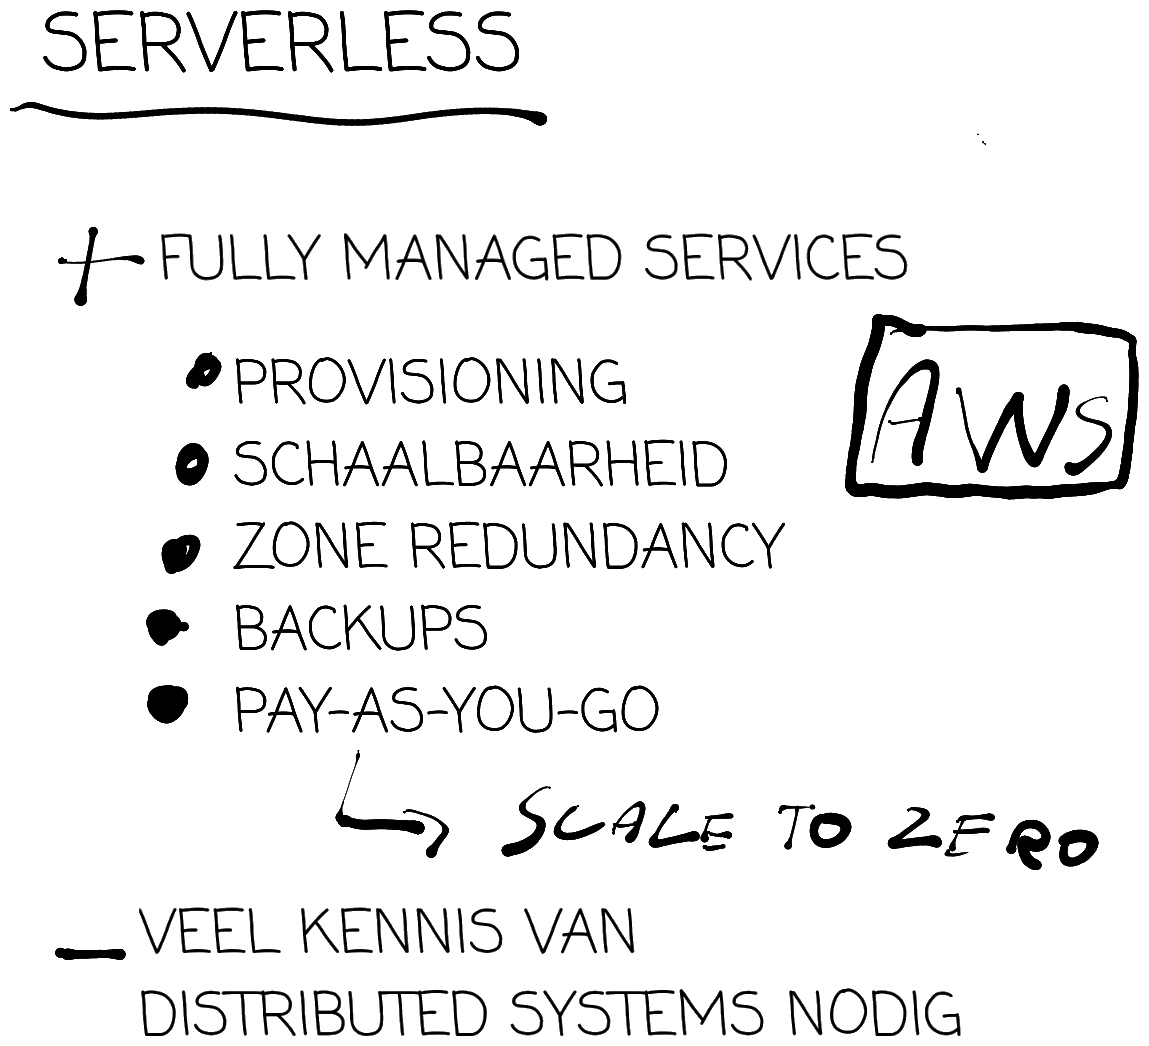 SERVERLESS
+ FULLY MANAGED SERVICES
• PROVISIONING
• SCHAALBAARHEID
AWS
• ZONE REDUNDANCY
• BACKUPS
• PAY-AS-YOU-GO
↳ SCALE TO ZERO
– VEEL KENNIS VAN
DISTRIBUTED SYSTEMS NODIG